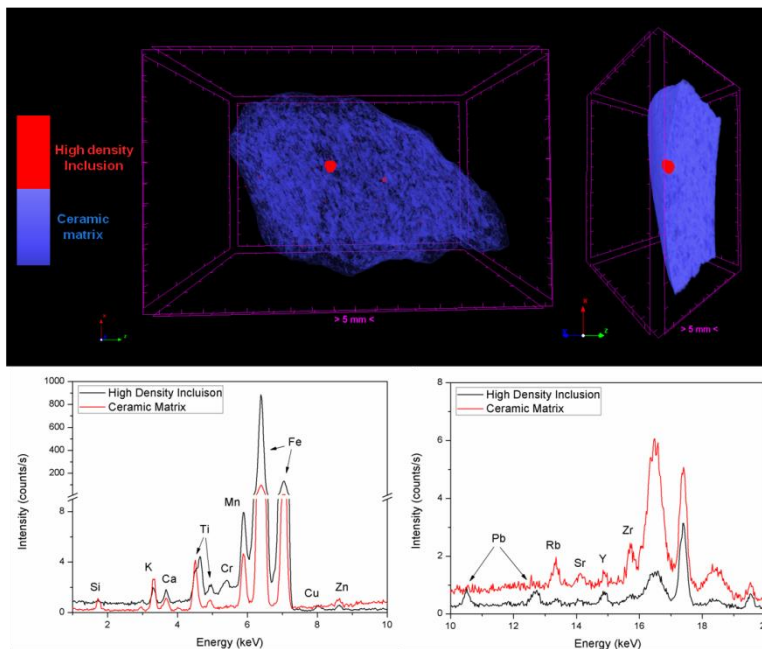 High density
Inclusion
Ceramic
matrix
> 5 mm <
x
z
> 5 mm <
x
z
1000
800
600
400
200
8
4
0
2
4
6
8
10
Intensity (counts/s)
Energy (keV)
High Density Incluison
Ceramic Matrix
Si
K
Ca
Ti
Cr
Mn
Fe
Cu
Zn
8
6
4
2
0
10
12
14
16
18
Intensity (counts/s)
Energy (keV)
High Density Inclusion
Ceramic Matrix
Pb
Rb
Sr
Y
Zr